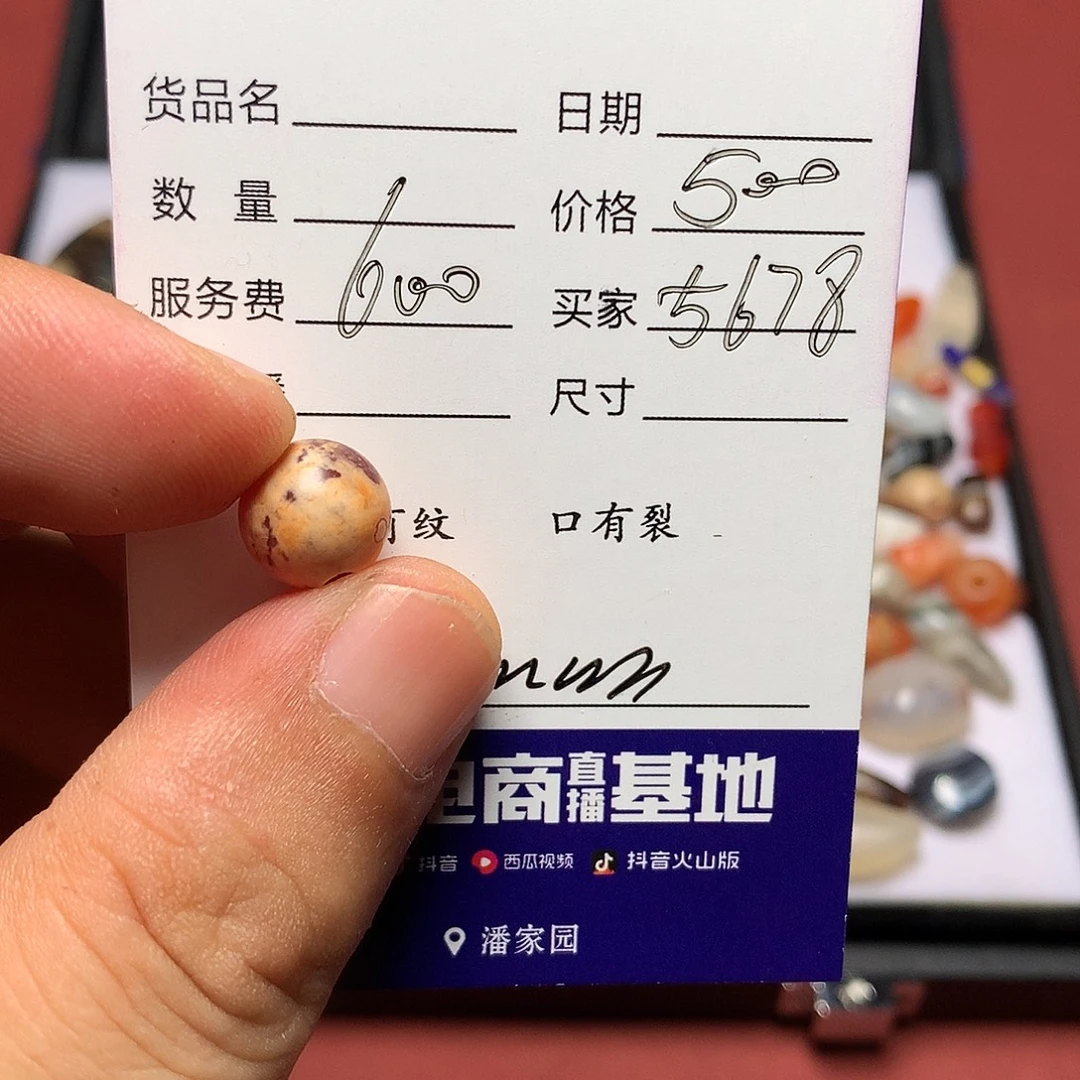 货品名 日期
数 量 价格 500
服务费 600 买家 5678
尺寸
纹 口有裂
电商直播基地
抖音 西瓜视频 抖音火山版
潘家园